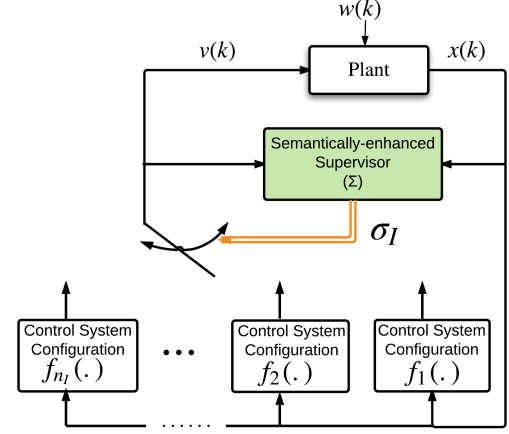 w(k)
v(k)
Plant
x(k)
Semantically-enhanced
Supervisor
(Σ)
σ_I
Control System
Configuration
f_{n_I}(.)
• • •
Control System
Configuration
f_2(.)
Control System
Configuration
f_1(.)
......